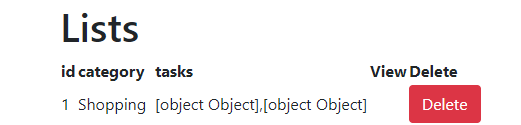 Lists
id category tasks View Delete
1 Shopping [object Object],[object Object] Delete